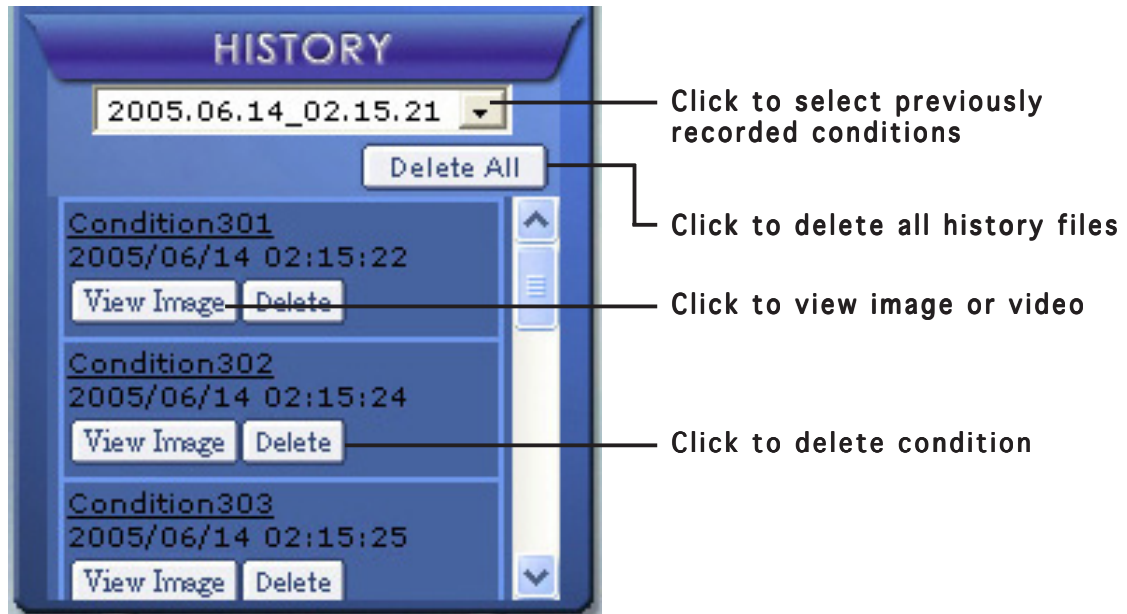 HISTORY
2005.06.14_02.15.21
Click to select previously
recorded conditions
Delete All
Click to delete all history files
Condition301
2005/06/14 02:15:22
View Image Delete
Click to view image or video
Condition302
2005/06/14 02:15:24
View Image Delete
Click to delete condition
Condition303
2005/06/14 02:15:25
View Image Delete